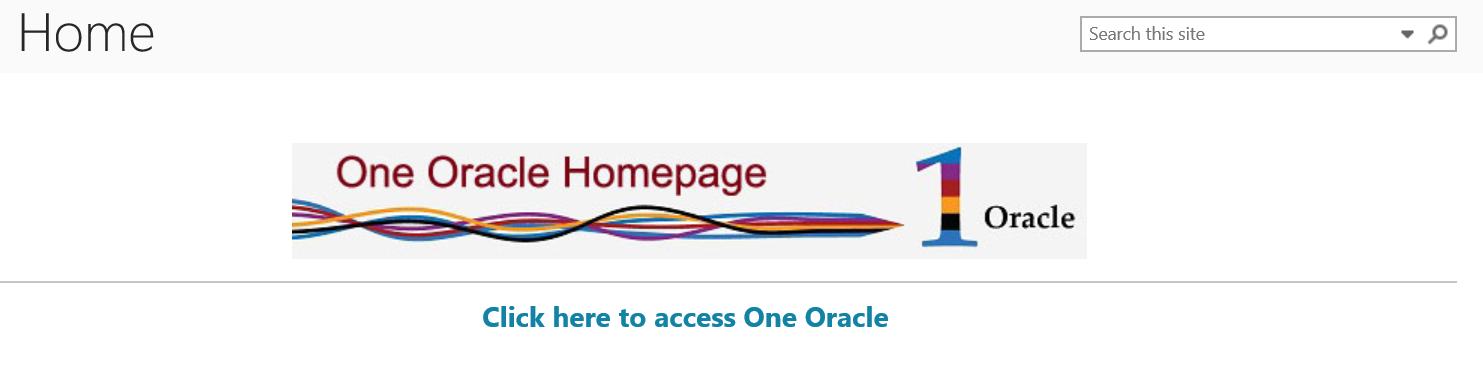 Home
Search this site
One Oracle Homepage
1
Oracle
Click here to access One Oracle